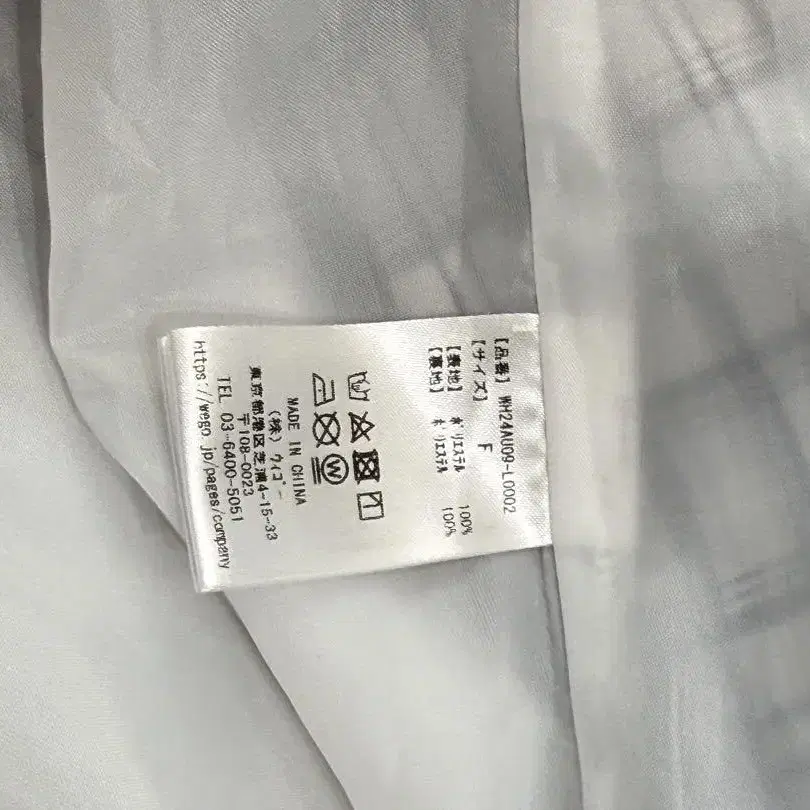 【品番】 WH24AU09-L0002
【サイズ】 F
【表地】 ポリエステル 100%
【裏地】 ポリエステル 100%
W
MADE IN CHINA
(株) ウィゴー
東京都港区芝浦4-15-33
〒108-0023
TEL 03-6400-5051
https://wego.jp/pages/company